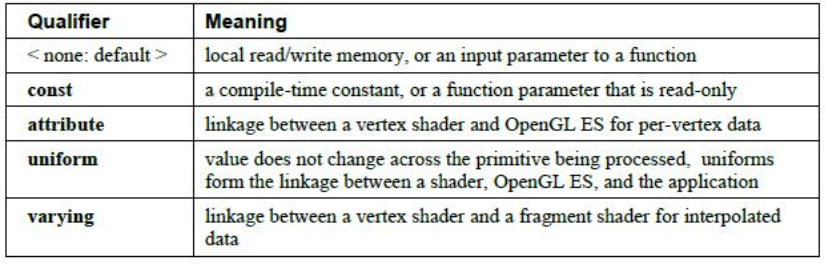 Qualifier Meaning
< none: default > local read/write memory, or an input parameter to a function
const a compile-time constant, or a function parameter that is read-only
attribute linkage between a vertex shader and OpenGL ES for per-vertex data
uniform value does not change across the primitive being processed, uniforms
form the linkage between a shader, OpenGL ES, and the application
varying linkage between a vertex shader and a fragment shader for interpolated
data